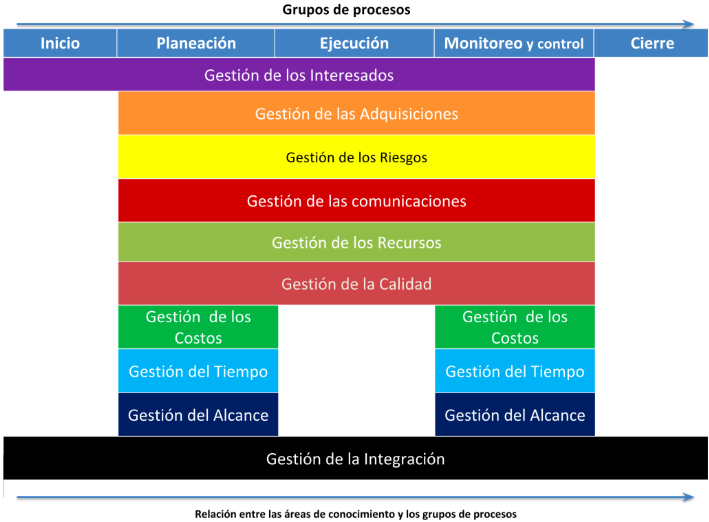 Grupos de procesos
Inicio Planeación Ejecución Monitoreo y control Cierre
Gestión de los Interesados
Gestión de las Adquisiciones
Gestión de los Riesgos
Gestión de las comunicaciones
Gestión de los Recursos
Gestión de la Calidad
Gestión de los Costos Gestión de los Costos
Gestión del Tiempo Gestión del Tiempo
Gestión del Alcance Gestión del Alcance
Gestión de la Integración
Relación entre las áreas de conocimiento y los grupos de procesos